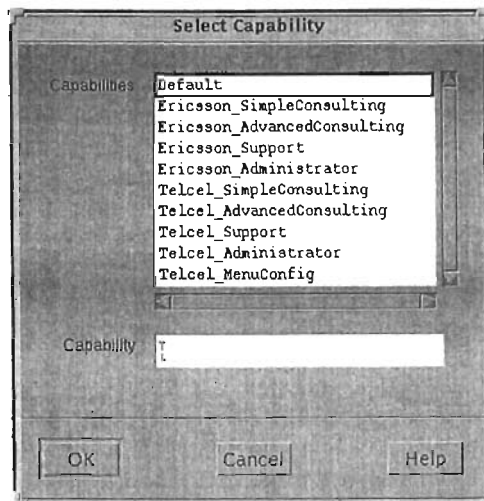 Select Capability
Capabilities
Default
Ericsson_SimpleConsulting
Ericsson_AdvancedConsulting
Ericsson_Support
Ericsson_Administrator
Telcel_SimpleConsulting
Telcel_AdvancedConsulting
Telcel_Support
Telcel_Administrator
Telcel_MenuConfig
Capability
OK
Cancel
Help